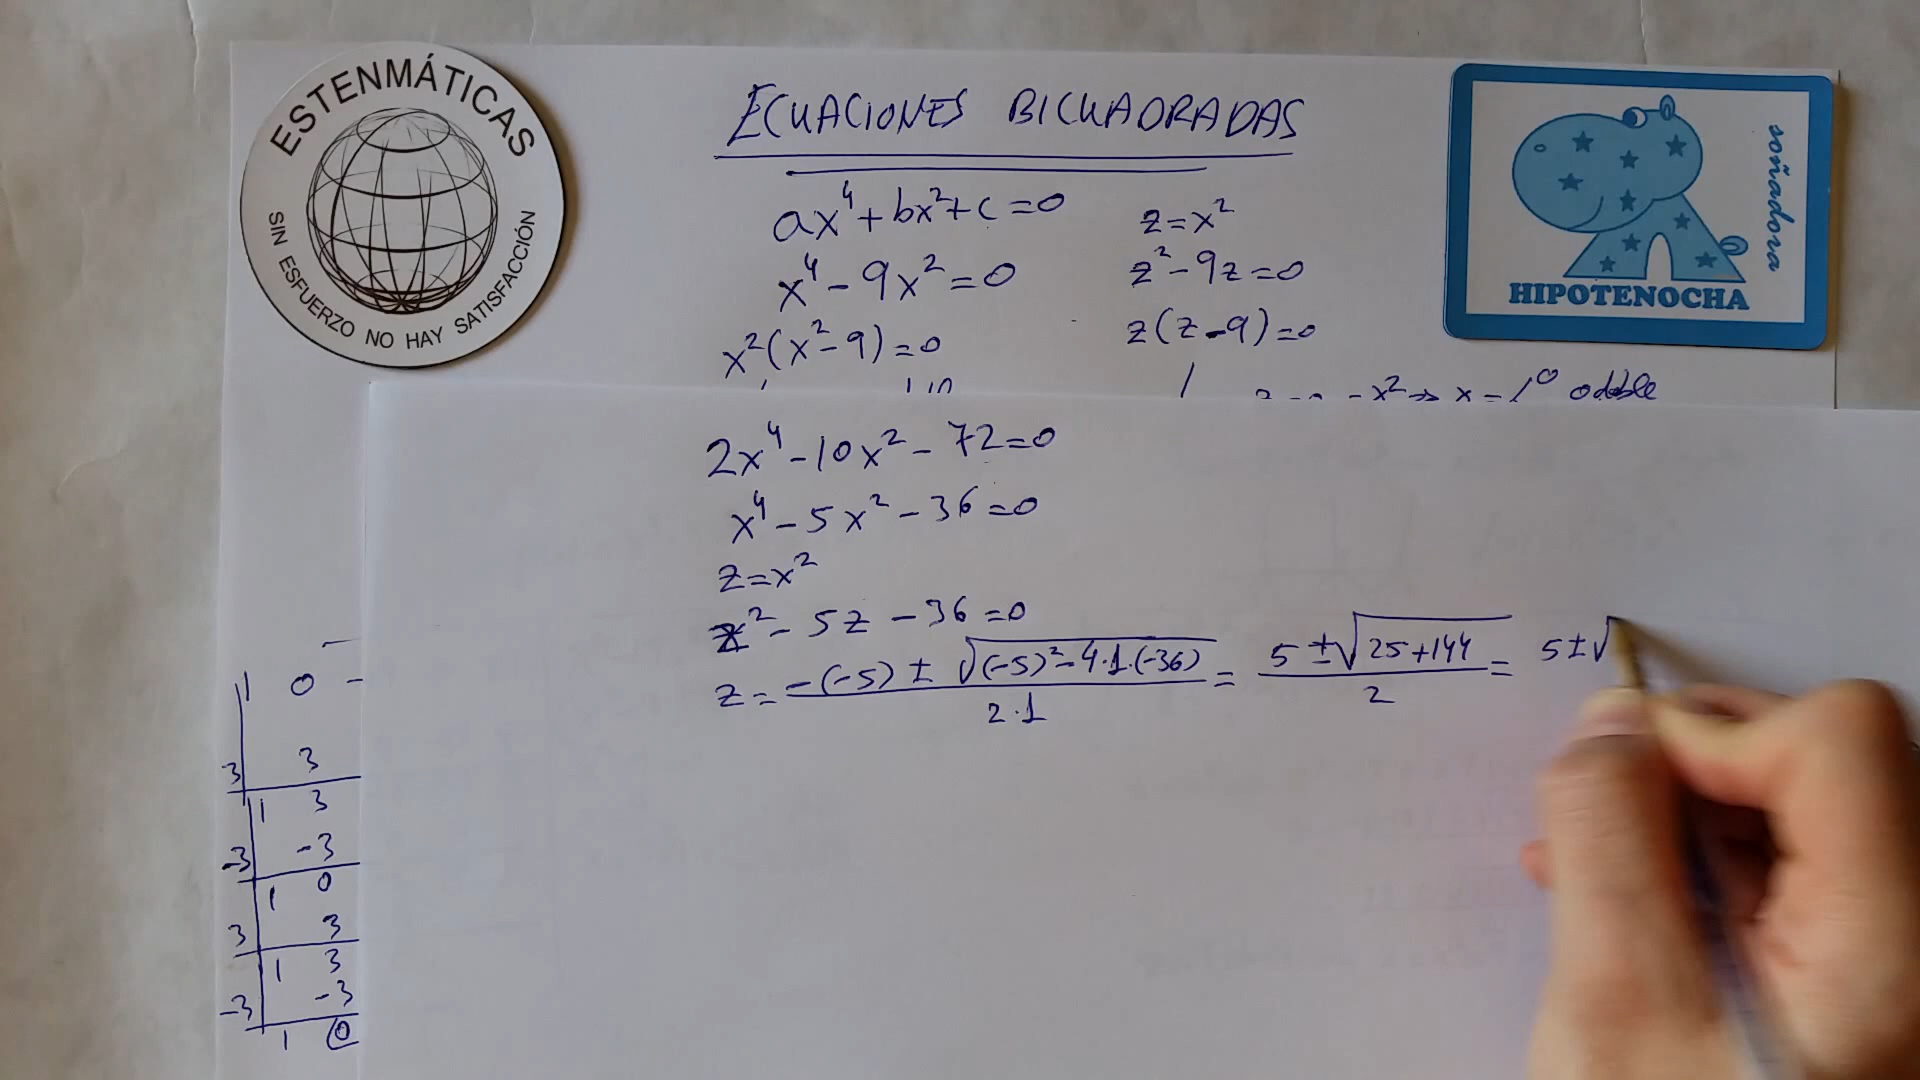 ESTENMÁTICAS
SIN ESFUERZO NO HAY SATISFACCIÓN
ECUACIONES BICUADRADAS
soñadora
HIPOTENOCHA
ax⁴+bx²+c=0
z=x²
x⁴-9x²=0
z²-9z=0
x²(x²-9)=0
z(z-9)=0
2x⁴-10x²-72=0
x⁴-5x²-36=0
z=x²
z²-5z-36=0
z=\frac{-(-5)±√((-5)²-4·1·(-36))}{2·1}=\frac{5±√(25+144)}{2}= 5±√
1 0 -
3 3
1 3
-3 -3
1 0
3 3
1 3
-3 -3
1 0